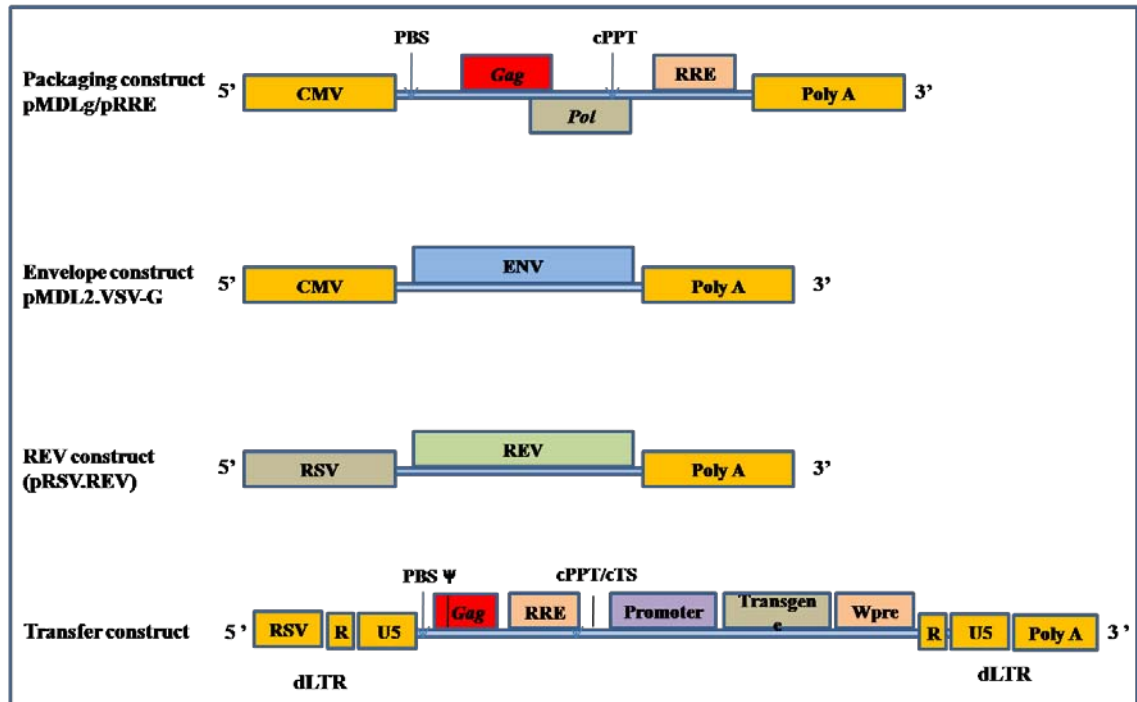 PBS cPPT
Packaging construct
pMDLg/pRRE
5’ CMV Gag Pol RRE Poly A 3’
Envelope construct
pMDL2.VSV-G
5’ CMV ENV Poly A 3’
REV construct
(pRSV.REV)
5’ RSV REV Poly A 3’
PBS Ψ cPPT/cTS
Transfer construct 5’ RSV R U5 Gag RRE Promoter Transgen
e Wpre R U5 Poly A 3’
dLTR dLTR